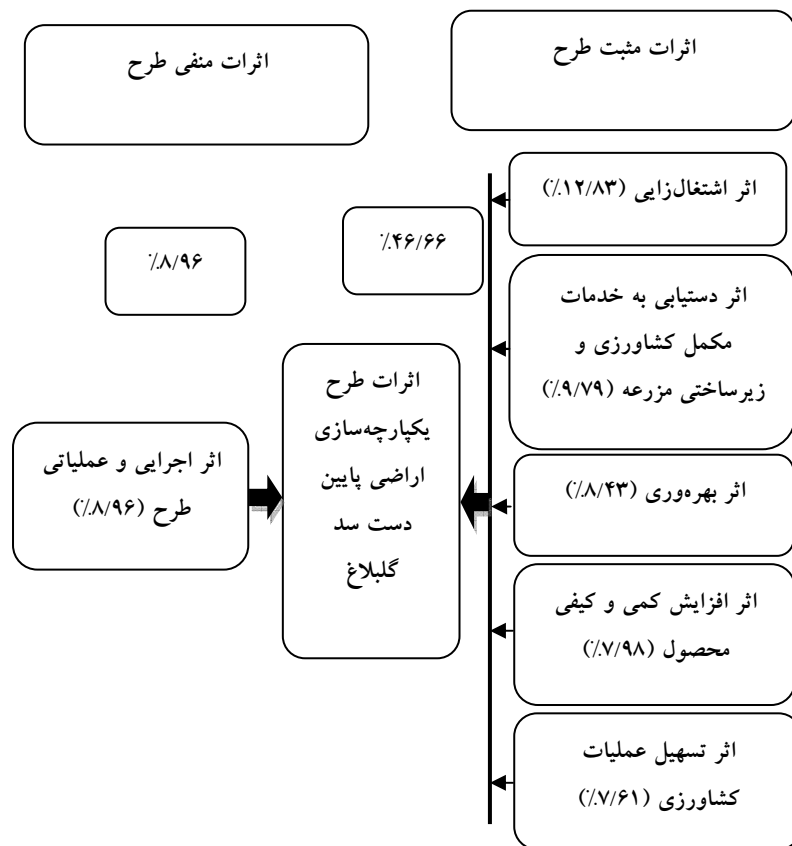 اثرات مثبت طرح
اثرات منفی طرح
اثر اشتغال‌زایی (۱۲/۸۳٪)
۴۶/۶۶٪
۸/۹۶٪
اثر دستیابی به خدمات
مکمل کشاورزی و
زیرساختی مزرعه (۹/۷۹٪)
اثرات طرح
یکپارچه‌سازی
اراضی پایین
دست سد
گلبلاغ
اثر اجرایی و عملیاتی
طرح (۸/۹۶٪)
اثر بهره‌وری (۸/۴۳٪)
اثر افزایش کمی و کیفی
محصول (۷/۹۸٪)
اثر تسهیل عملیات
کشاورزی (۷/۶۱٪)